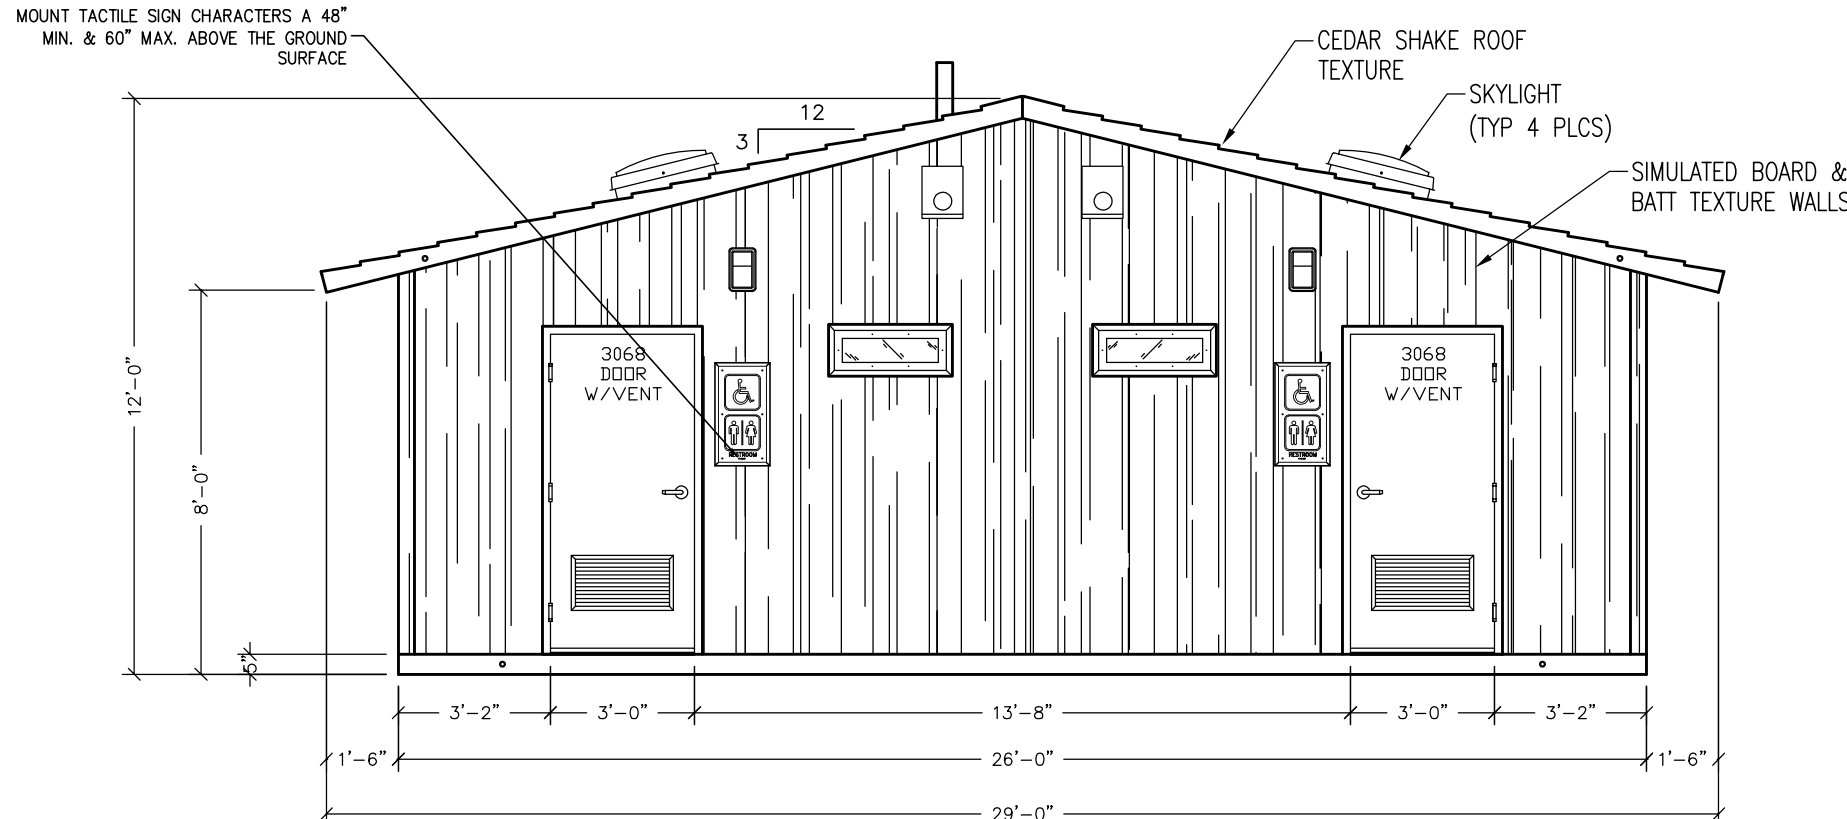 MOUNT TACTILE SIGN CHARACTERS A 48”
MIN. & 60” MAX. ABOVE THE GROUND
SURFACE
CEDAR SHAKE ROOF
TEXTURE
SKYLIGHT
(TYP 4 PLCS)
SIMULATED BOARD &
BATT TEXTURE WALLS
12
3
3068
DOOR
W/VENT
3068
DOOR
W/VENT
RESTROOM
RESTROOM
12'-0”
8'-0”
5”
3'-2”
3'-0”
13'-8”
3'-0”
3'-2”
1'-6”
26'-0”
1'-6”
29'-0”